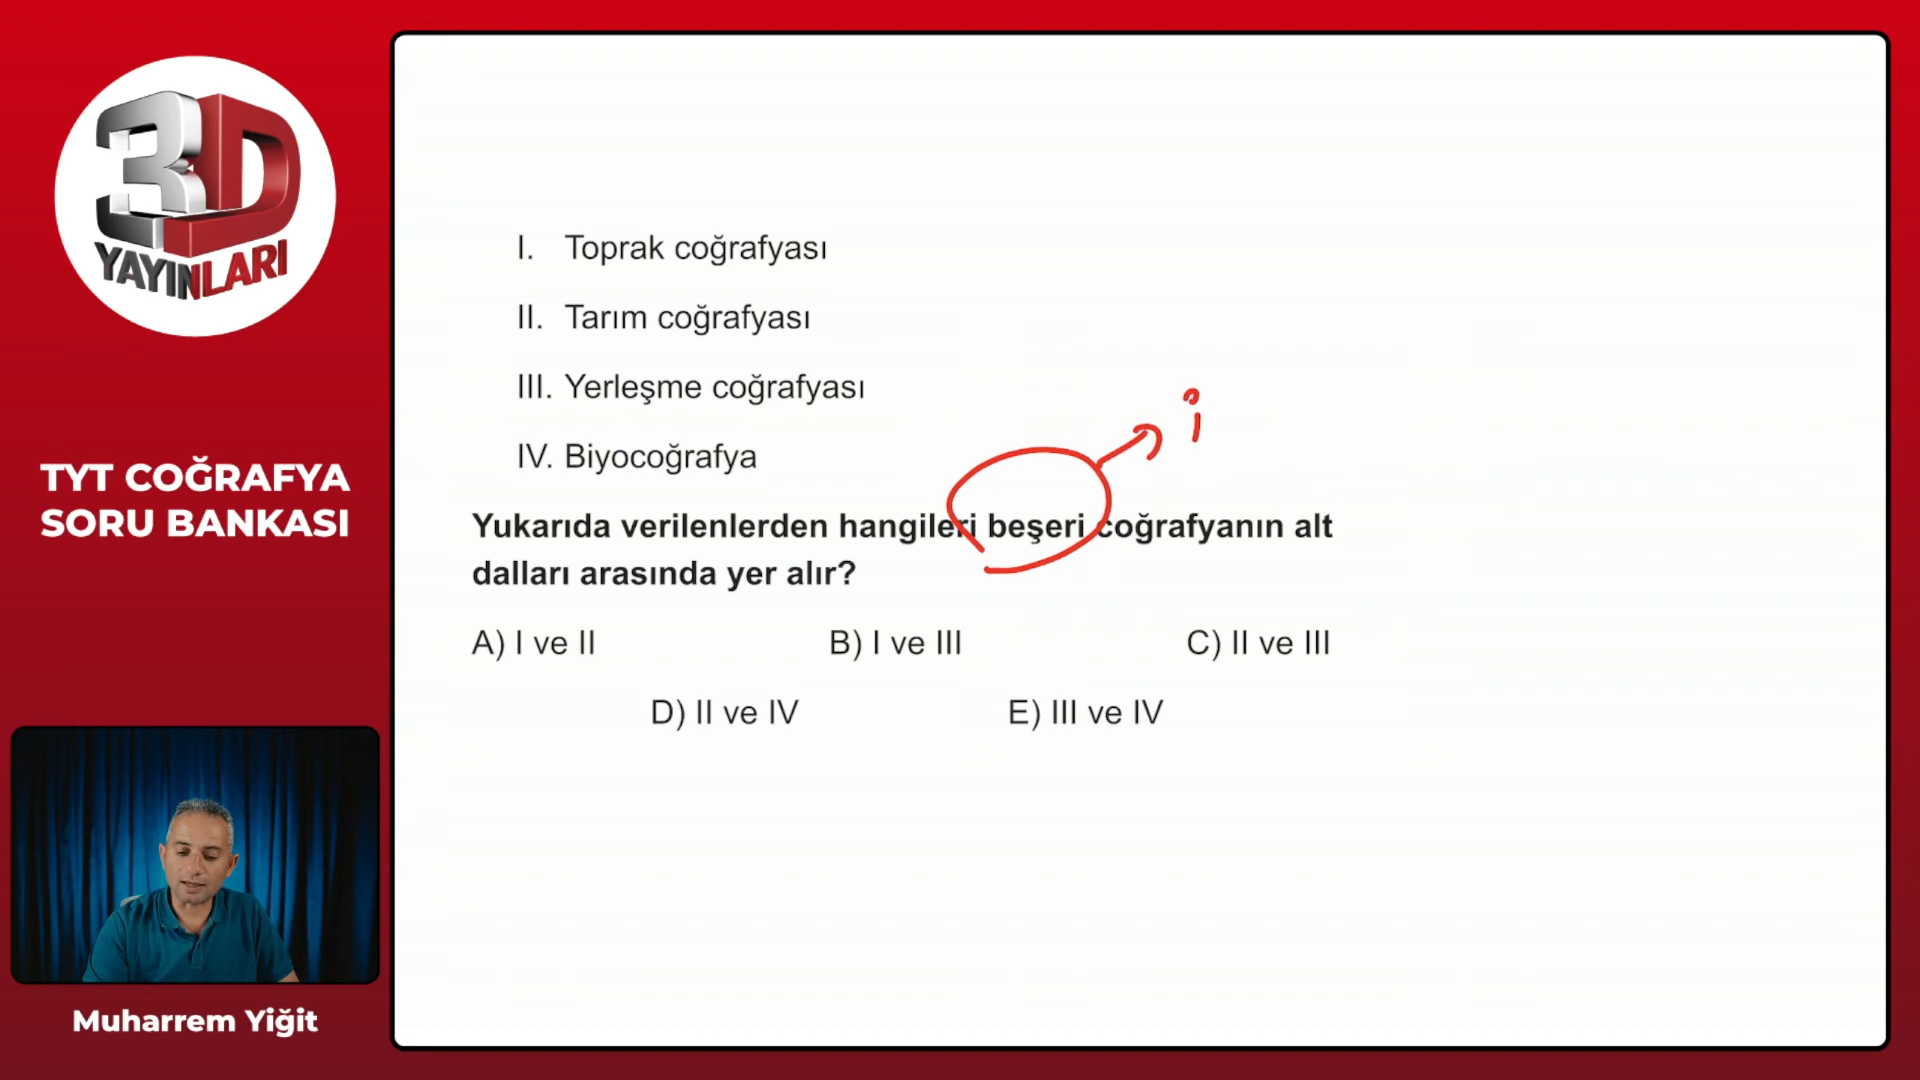 3D
YAYINLARI
TYT COĞRAFYA
SORU BANKASI
Muharrem Yiğit
I. Toprak coğrafyası
II. Tarım coğrafyası
III. Yerleşme coğrafyası
IV. Biyocoğrafya
i
Yukarıda verilenlerden hangileri beşeri coğrafyanın alt
dalları arasında yer alır?
A) I ve II B) I ve III C) II ve III
D) II ve IV E) III ve IV